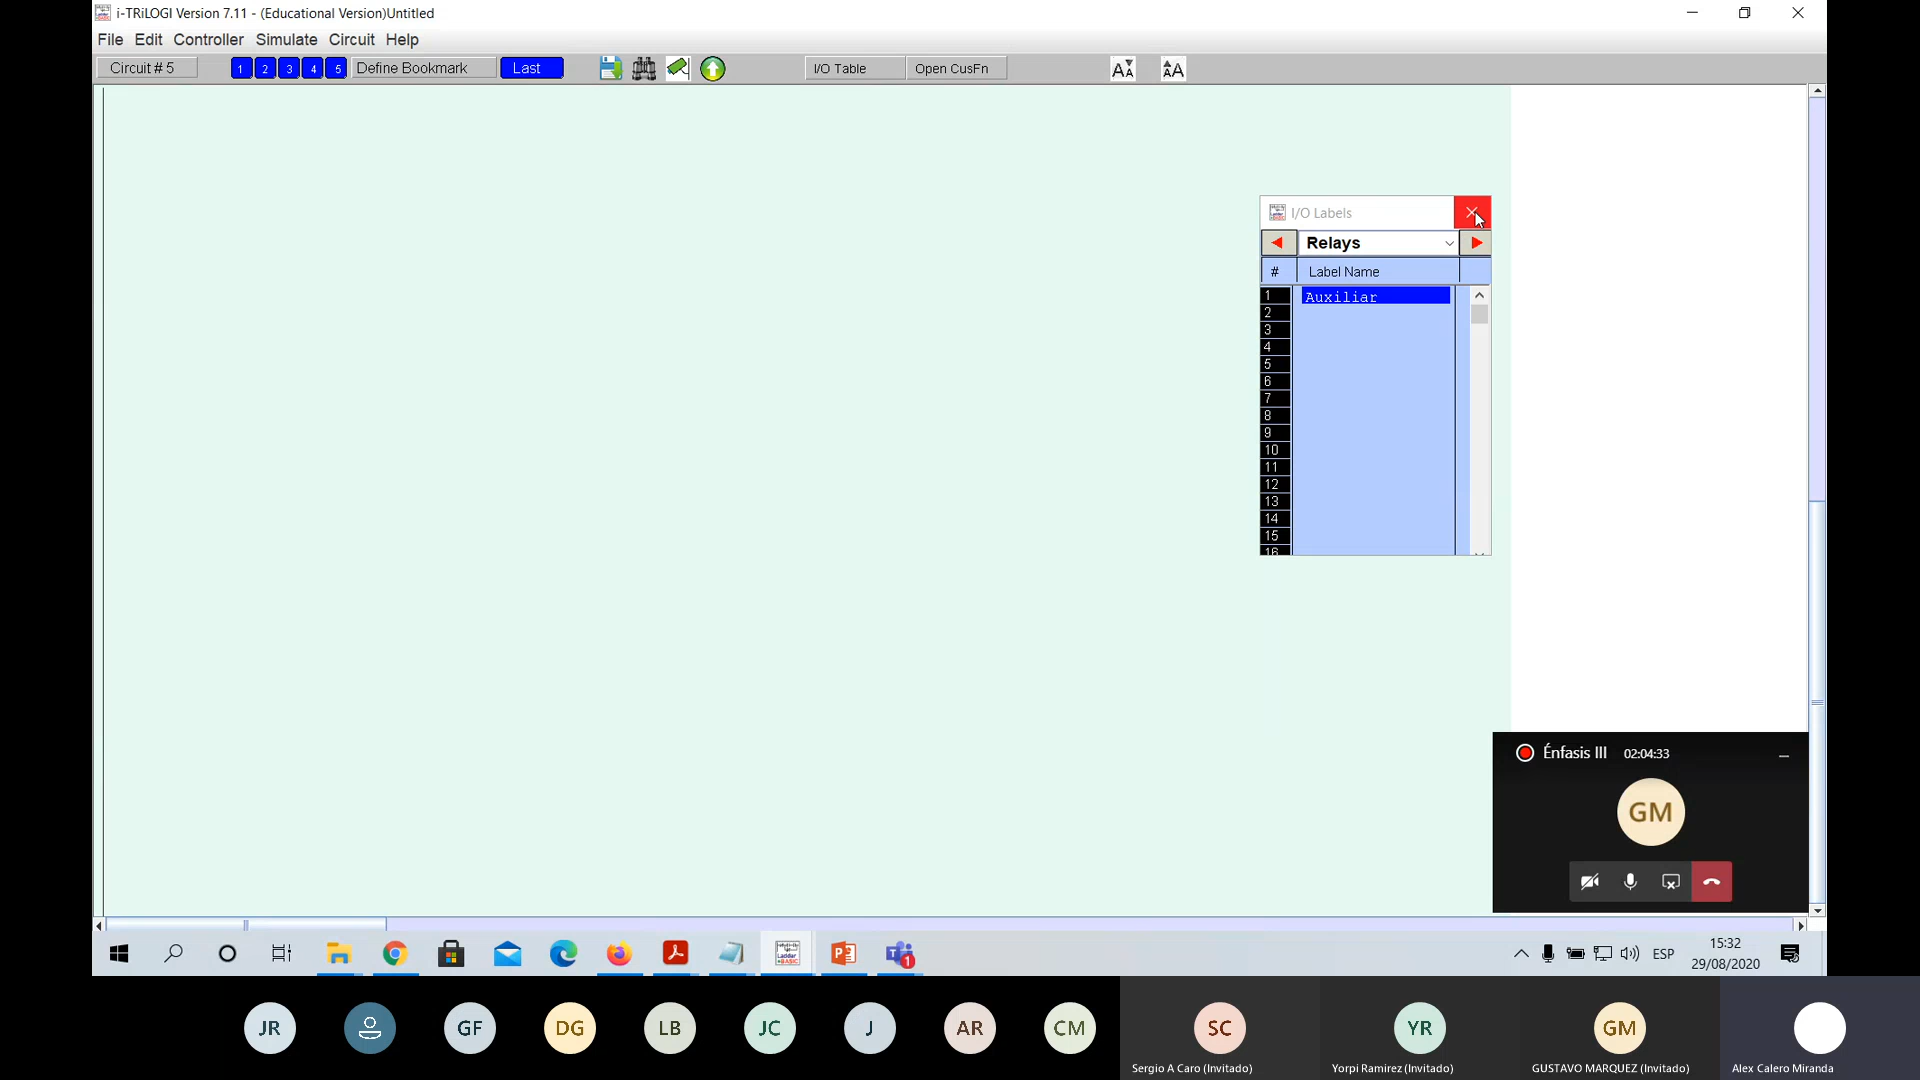 i-TRiLOGI Version 7.11 - (Educational Version)Untitled
File Edit Controller Simulate Circuit Help
Circuit # 5 1 2 3 4 5 Define Bookmark Last I/O Table Open CusFn
I/O Labels
Relays
# Label Name
1 Auxiliar
2
3
4
5
6
7
8
9
10
11
12
13
14
15
16
Énfasis III 02:04:33
GM
ESP
15:32
29/08/2020
JR GF DG LB JC J AR CM SC YR GM
Sergio A Caro (Invitado) Yorpi Ramirez (Invitado) GUSTAVO MARQUEZ (Invitado) Alex Calero Miranda